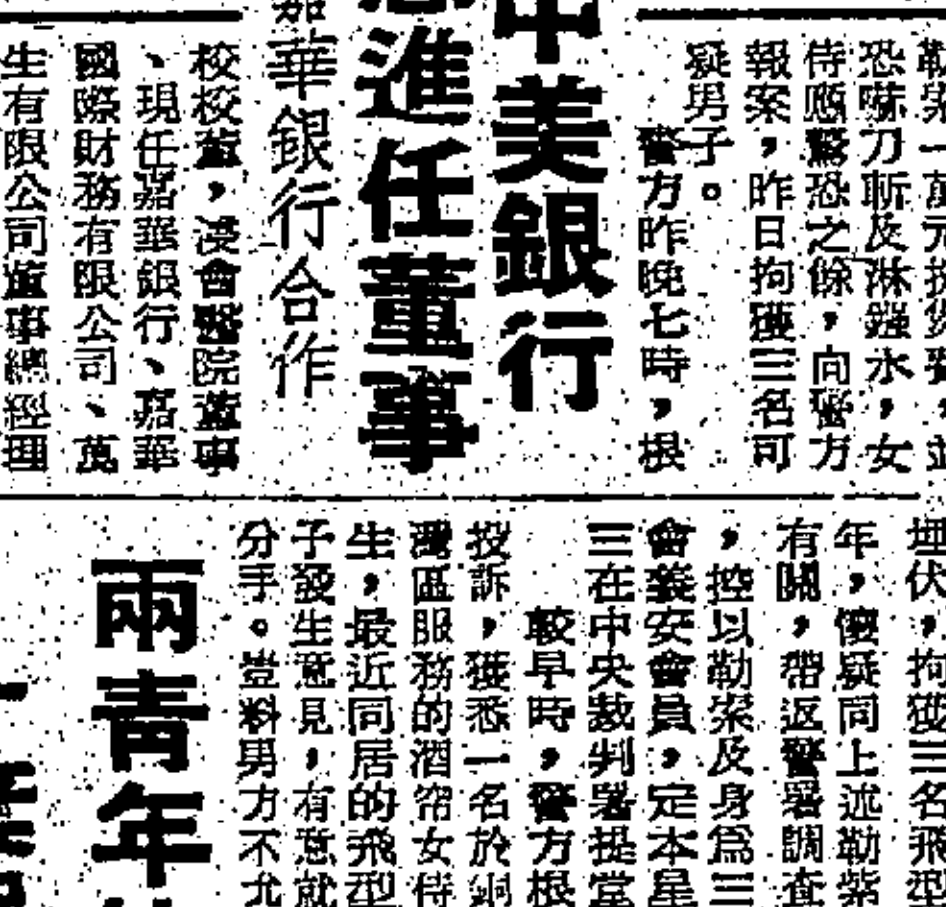 勒索一萬元
恐嚇刀斬及淋鏹水，女
侍應驚恐之餘，向警方
報案，昨日拘獲三名可
疑男子。
警方昨晚七時，根
中美銀行
進任董事
華銀行合作
校校董，浸會醫院董事
、現任嘉華銀行、嘉華
國際財務有限公司、萬
生有限公司董事總經理
埋伏，拘獲三名飛型
年，懷疑同上述勒索
有關，帶返警署調查
，控以勒索及身爲三
會義安會員，定本星
三在中央裁判署提堂
較早時，警方根
投訴，獲悉一名於銅
灣區服務的酒帘女侍
生，最近同居的飛型
子發生意見，有意就
分手。豈料男方不允
兩青年